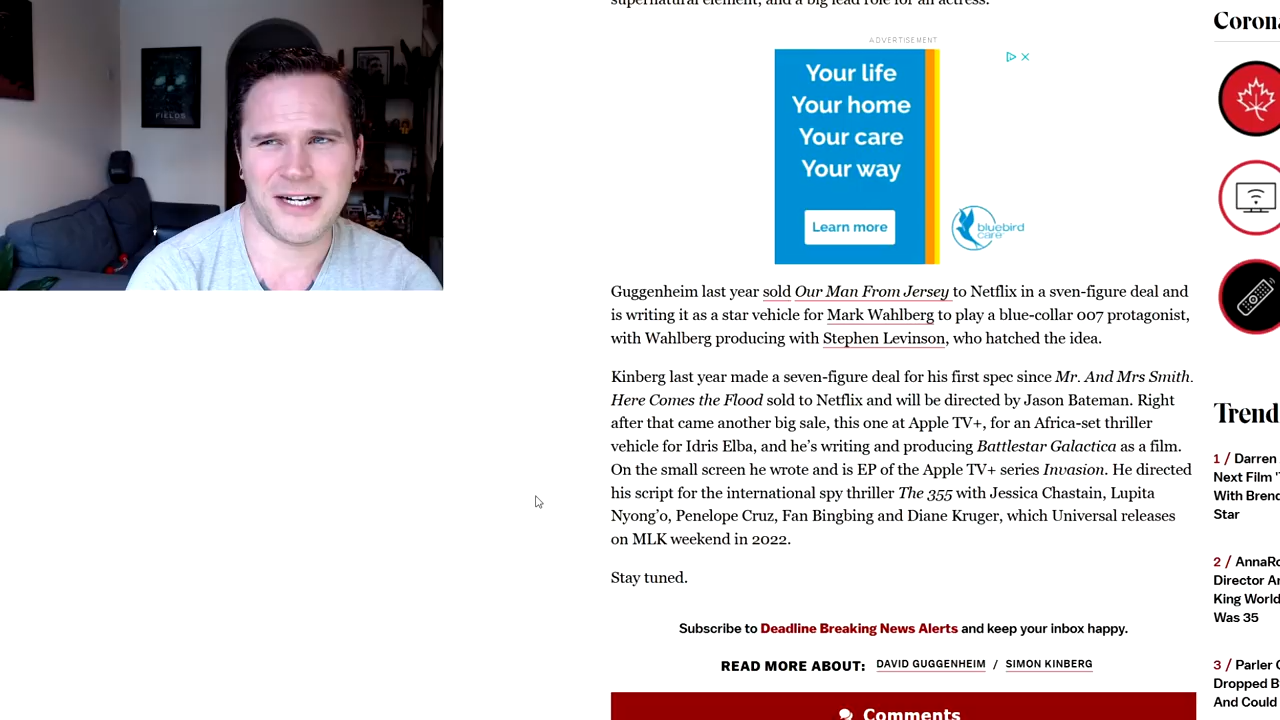 supernatural element, and a big lead role for an actress.
ADVERTISEMENT
Your life
Your home
Your care
Your way
Learn more
bluebird
care
Guggenheim last year sold Our Man From Jersey to Netflix in a sven-figure deal and
is writing it as a star vehicle for Mark Wahlberg to play a blue-collar 007 protagonist,
with Wahlberg producing with Stephen Levinson, who hatched the idea.
Kinberg last year made a seven-figure deal for his first spec since Mr. And Mrs Smith.
Here Comes the Flood sold to Netflix and will be directed by Jason Bateman. Right
after that came another big sale, this one at Apple TV+, for an Africa-set thriller
vehicle for Idris Elba, and he's writing and producing Battlestar Galactica as a film.
On the small screen he wrote and is EP of the Apple TV+ series Invasion. He directed
his script for the international spy thriller The 355 with Jessica Chastain, Lupita
Nyong'o, Penelope Cruz, Fan Bingbing and Diane Kruger, which Universal releases
on MLK weekend in 2022.
Stay tuned.
Subscribe to Deadline Breaking News Alerts and keep your inbox happy.
READ MORE ABOUT: DAVID GUGGENHEIM / SIMON KINBERG
Comments
Corona
Trend
1 / Darren
Next Film 'T
With Brend
Star
2 / AnnaRo
Director An
King World
Was 35
3 / Parler
Dropped B
And Could
FIELDS